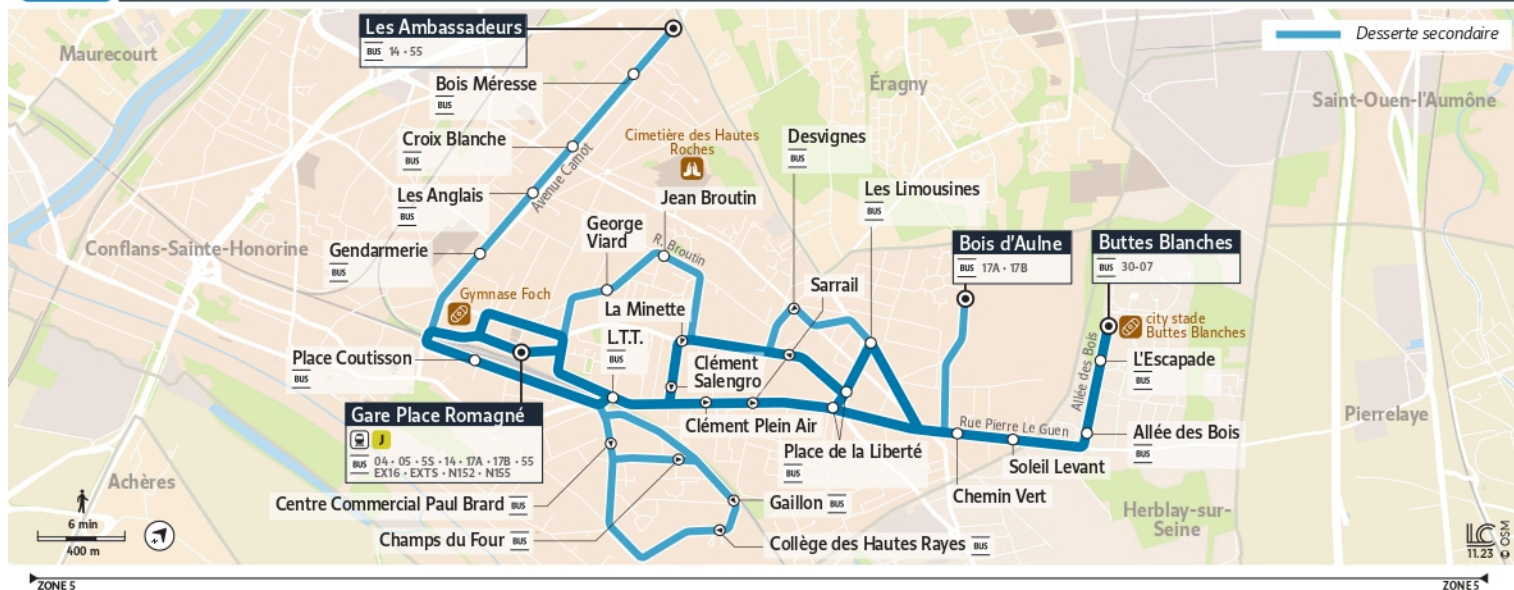 Les Ambassadeurs
BUS 14 • 55
Desserte secondaire
Maurecourt
Éragny
Saint-Ouen-l'Aumône
Bois Méresse
BUS
Croix Blanche
BUS
Cimetière des Hautes
Roches
Desvignes
BUS
Les Anglais
BUS
Avenue Carnot
Jean Broutin
Les Limousines
BUS
George
Viard
R. Broutin
Conflans-Sainte-Honorine
Gendarmerie
BUS
Bois d'Aulne
BUS 17A • 17B
Buttes Blanches
BUS 30-07
Gymnase Foch
Sarrail
La Minette
city stade
Buttes Blanches
L.T.T.
BUS
Place Coutisson
BUS
Clément
Salengro
Allée des Bois
L'Escapade
BUS
Gare Place Romagné
J
BUS 04 • 05 • 5S • 14 • 17A • 17B • 55
EX16 • EXTS • N152 • N155
Clément Plein Air
Rue Pierre Le Guen
Pierrelaye
Allée des Bois
BUS
Place de la Liberté
BUS
Soleil Levant
Achères
Chemin Vert
Centre Commercial Paul Brard BUS
Gaillon BUS
Herblay-sur-
Seine
6 min
400 m
Champs du Four BUS
Collège des Hautes Rayes BUS
LC
11.23
© OSM
ZONE 5
ZONE 5